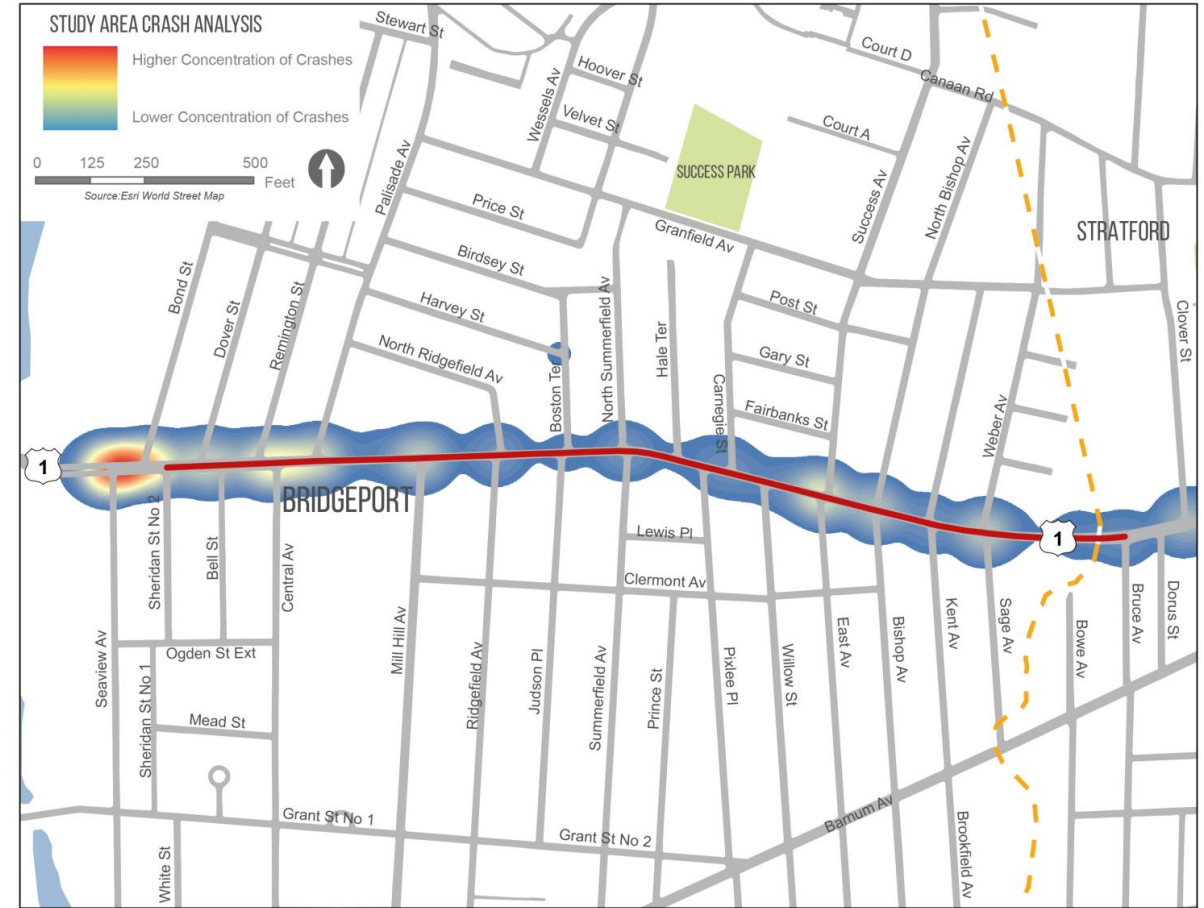 STUDY AREA CRASH ANALYSIS
Higher Concentration of Crashes
Lower Concentration of Crashes
0 125 250 500
Feet
Source:Esri World Street Map
Stewart St
Hoover St
Wessels Av
Velvet St
Court D
Canaan Rd
Court A
Palisade Av
SUCCESS PARK
Success Av
North Bishop Av
Price St
Granfield Av
STRATFORD
Birdsey St
Bond St
Dover St
Remington St
Harvey St
North Ridgefield Av
Boston Ter
North Summerfield Av
Hale Ter
Post St
Gary St
Carnegie St
Fairbanks St
Weber Av
Clover St
1
BRIDGEPORT
1
Sheridan St No 2
Bell St
Central Av
Lewis Pl
Clermont Av
Seaview Av
Ogden St Ext
Sheridan St No 1
Mead St
Mill Hill Av
Ridgefield Av
Judson Pl
Summerfield Av
Prince St
Pixlee Pl
Willow St
East Av
Bishop Av
Kent Av
Sage Av
Bowe Av
Bruce Av
Dorus St
Grant St No 1
Grant St No 2
Barnum Av
White St
Brookfield Av